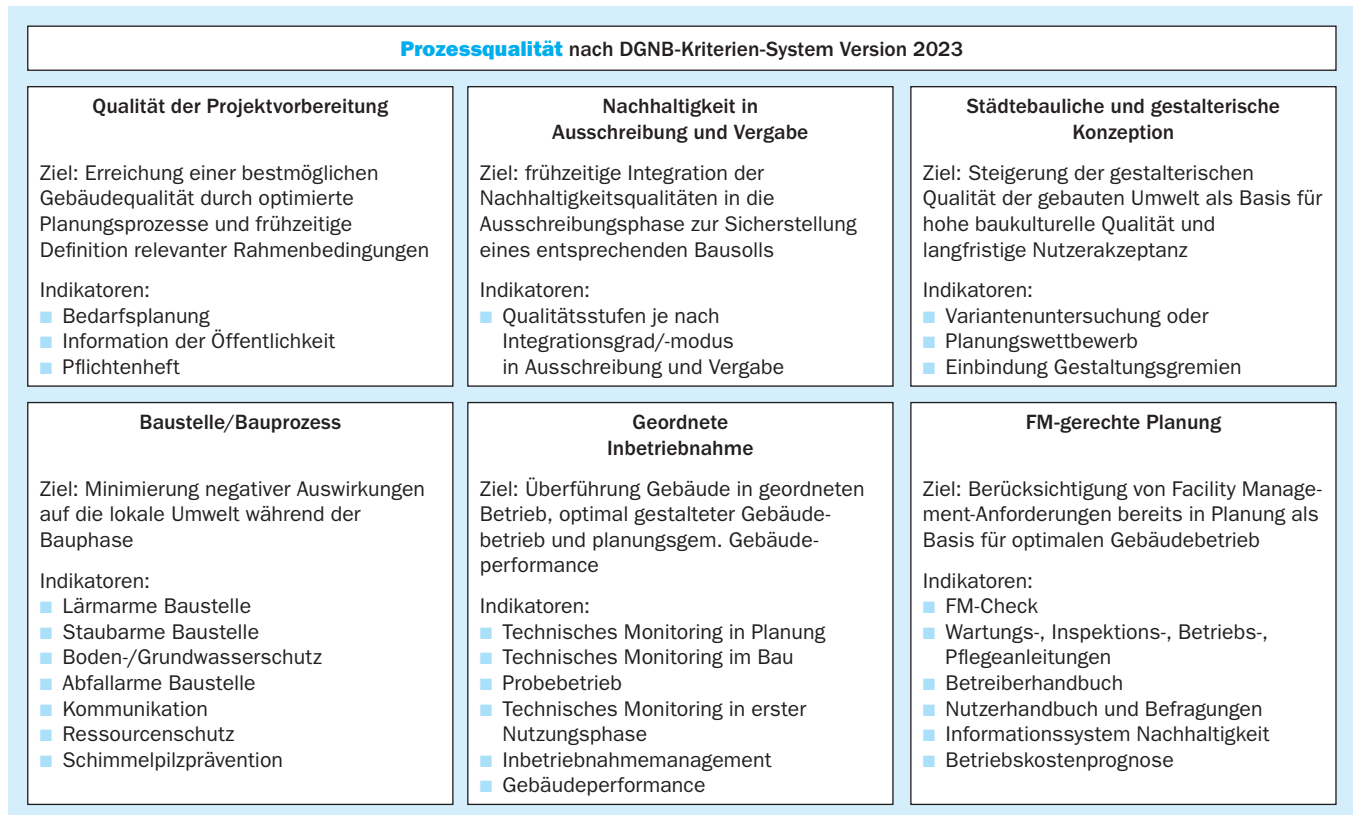 Prozessqualität nach DGNB-Kriterien-System Version 2023
Qualität der Projektvorbereitung
Ziel: Erreichung einer bestmöglichen
Gebäudequalität durch optimierte
Planungsprozesse und frühzeitige
Definition relevanter Rahmenbedingungen
Indikatoren:
Bedarfsplanung
Information der Öffentlichkeit
Pflichtenheft
Nachhaltigkeit in
Ausschreibung und Vergabe
Ziel: frühzeitige Integration der
Nachhaltigkeitsqualitäten in die
Ausschreibungsphase zur Sicherstellung
eines entsprechenden Bausolls
Indikatoren:
Qualitätsstufen je nach
Integrationsgrad/-modus
in Ausschreibung und Vergabe
Städtebauliche und gestalterische
Konzeption
Ziel: Steigerung der gestalterischen
Qualität der gebauten Umwelt als Basis für
hohe baukulturelle Qualität und
langfristige Nutzerakzeptanz
Indikatoren:
Variantenuntersuchung oder
Planungswettbewerb
Einbindung Gestaltungsgremien
Baustelle/Bauprozess
Ziel: Minimierung negativer Auswirkungen
auf die lokale Umwelt während der
Bauphase
Indikatoren:
Lärmarme Baustelle
Staubarme Baustelle
Boden-/Grundwasserschutz
Abfallarme Baustelle
Kommunikation
Ressourcenschutz
Schimmelpilzprävention
Geordnete
Inbetriebnahme
Ziel: Überführung Gebäude in geordneten
Betrieb, optimal gestalteter Gebäude-
betrieb und planungsgem. Gebäude-
performance
Indikatoren:
Technisches Monitoring in Planung
Technisches Monitoring im Bau
Probebetrieb
Technisches Monitoring in erster
Nutzungsphase
Inbetriebnahmemanagement
Gebäudeperformance
FM-gerechte Planung
Ziel: Berücksichtigung von Facility Manage-
ment-Anforderungen bereits in Planung als
Basis für optimalen Gebäudebetrieb
Indikatoren:
FM-Check
Wartungs-, Inspektions-, Betriebs-,
Pflegeanleitungen
Betreiberhandbuch
Nutzerhandbuch und Befragungen
Informationssystem Nachhaltigkeit
Betriebskostenprognose